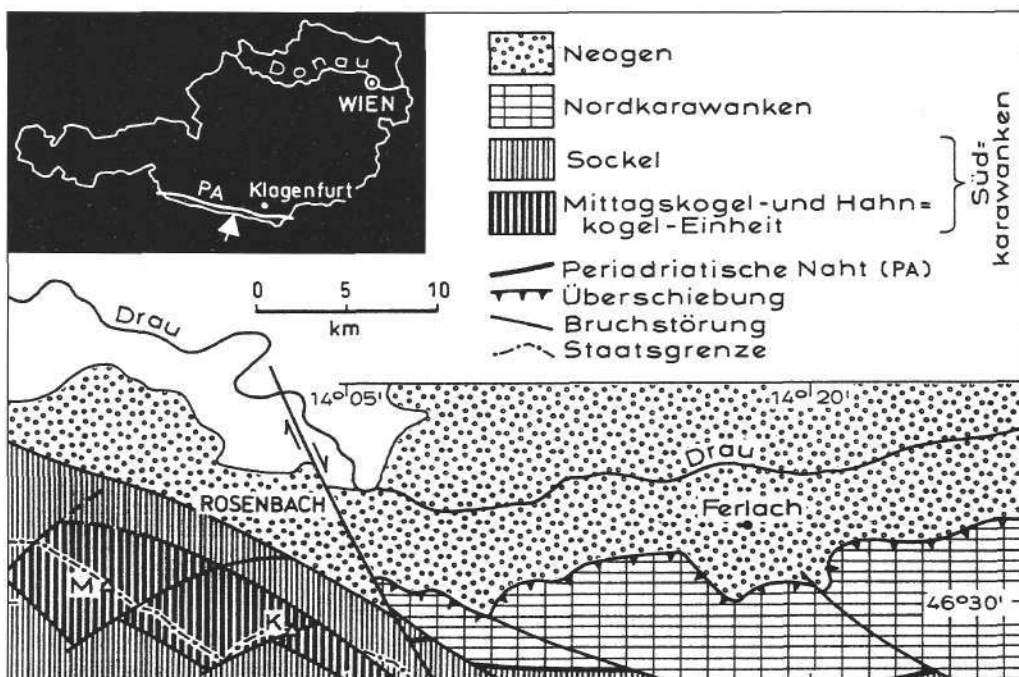 Donau
WIEN
PA
Klagenfurt
Neogen
Nordkarawanken
Sockel
Mittagskogel-und Hahn=
kogel-Einheit
Süd=
karawanken
Periadriatische Naht (PA)
Überschiebung
Bruchstörung
Staatsgrenze
0 5 10
km
Drau
14° 05'
14° 20'
Drau
ROSENBACH
Ferlach
M
K
46° 30'